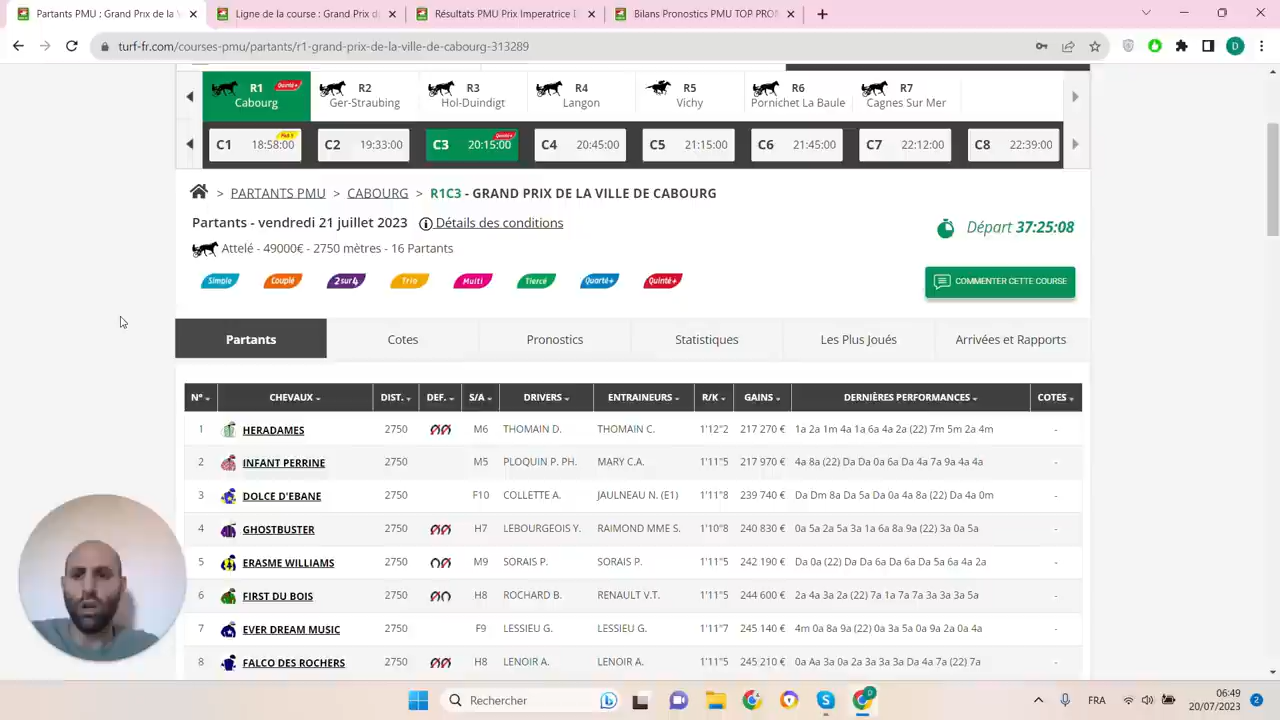 Partants PMU : Grand Prix de la V
Ligne de la course : Grand Prix d
Résultats PMU Prix Imperatrice D
Bilans Pronostics PMU TOP PRO
turf-fr.com/courses-pmu/partants/r1-grand-prix-de-la-ville-de-cabourg-313289
R1 Quinté+ R2 R3 R4 R5 R6 R7
Cabourg Ger-Straubing Hol-Duindigt Langon Vichy Pornichet La Baule Cagnes Sur Mer
C1 18:58:00 C2 19:33:00 C3 20:15:00 C4 20:45:00 C5 21:15:00 C6 21:45:00 C7 22:12:00 C8 22:39:00
> PARTANTS PMU > CABOURG > R1C3 - GRAND PRIX DE LA VILLE DE CABOURG
Partants - vendredi 21 juillet 2023 Détails des conditions
Départ 37:25:08
Attelé - 49000€ - 2750 mètres - 16 Partants
Simple Couplé 2 sur 4 Trio Multi Tiercé Quarté+ Quinté+
COMMENTER CETTE COURSE
Partants Cotes Pronostics Statistiques Les Plus Joués Arrivées et Rapports
N° CHEVAUX DIST. DEF. S/A DRIVERS ENTRAINEURS R/K GAINS DERNIÈRES PERFORMANCES COTES
1 HERADAMES 2750 M6 THOMAIN D. THOMAIN C. 1'12"2 217 270 € 1a 2a 1m 4a 1a 6a 4a 2a (22) 7m 5m 2a 4m -
2 INFANT PERRINE 2750 M5 PLOQUIN P. PH. MARY C.A. 1'11"5 217 970 € 4a 8a (22) Da Da 0a 6a Da 4a 7a 9a 4a 4a -
3 DOLCE D'EBANE 2750 F10 COLLETTE A. JAULNEAU N. (E1) 1'11"8 239 740 € Da Dm 8a Da 5a Da 0a 4a 8a (22) Da 4a 0m -
4 GHOSTBUSTER 2750 H7 LEBOURGEOIS Y. RAIMOND MME S. 1'10"8 240 830 € 0a 5a 2a 5a 3a 1a 6a 8a 9a (22) 3a 0a 5a -
5 ERASME WILLIAMS 2750 M9 SORAIS P. SORAIS P. 1'11"5 242 190 € Da 0a (22) Da Da 6a Da 6a Da 5a 6a 4a 2a -
6 FIRST DU BOIS 2750 H8 ROCHARD B. RENAULT V.T. 1'11"5 244 600 € 2a 4a 3a 2a (22) 7a 1a 7a 7a 3a 3a 3a 5a -
7 EVER DREAM MUSIC 2750 F9 LESSIEU G. LESSIEU G. 1'11"7 245 140 € 4m 0a 8a 9a (22) 0a 3a 5a 0a 9a 2a 0a 4a -
8 FALCO DES ROCHERS 2750 H8 LENOIR A. LENOIR A. 1'11"5 245 210 € 0a Aa 3a 0a 2a 3a 3a 3a Da 4a 7a (22) 7a -
Rechercher
FRA
06:49
20/07/2023
2